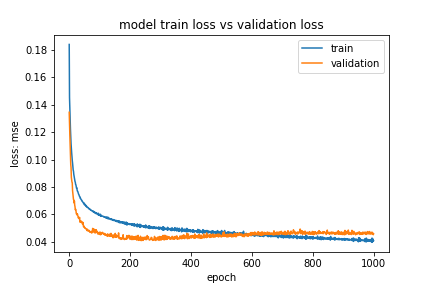 model train loss vs validation loss
train
validation
loss: mse
0.18
0.16
0.14
0.12
0.10
0.08
0.06
0.04
0 200 400 600 800 1000
epoch